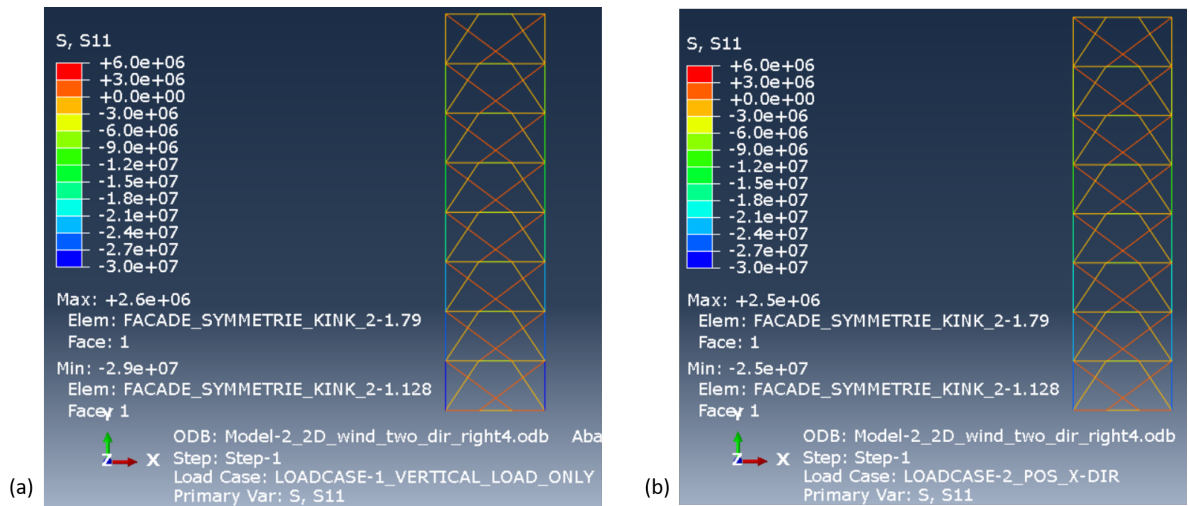 S, S11
+6.0e+06
+3.0e+06
+0.0e+00
-3.0e+06
-6.0e+06
-9.0e+06
-1.2e+07
-1.5e+07
-1.8e+07
-2.1e+07
-2.4e+07
-2.7e+07
-3.0e+07
Max: +2.6e+06
Elem: FACADE_SYMMETRIE_KINK_2-1.79
Face: 1
Min: -2.9e+07
Elem: FACADE_SYMMETRIE_KINK_2-1.128
Face: 1
Y
Z
X
ODB: Model-2_2D_wind_two_dir_right4.odb Aba
Step: Step-1
Load Case: LOADCASE-1_VERTICAL_LOAD_ONLY
Primary Var: S, S11
(a)
S, S11
+6.0e+06
+3.0e+06
+0.0e+00
-3.0e+06
-6.0e+06
-9.0e+06
-1.2e+07
-1.5e+07
-1.8e+07
-2.1e+07
-2.4e+07
-2.7e+07
-3.0e+07
Max: +2.5e+06
Elem: FACADE_SYMMETRIE_KINK_2-1.79
Face: 1
Min: -2.5e+07
Elem: FACADE_SYMMETRIE_KINK_2-1.128
Face: 1
Y
Z
X
ODB: Model-2_2D_wind_two_dir_right4.odb
Step: Step-1
Load Case: LOADCASE-2_POS_X-DIR
Primary Var: S, S11
(b)